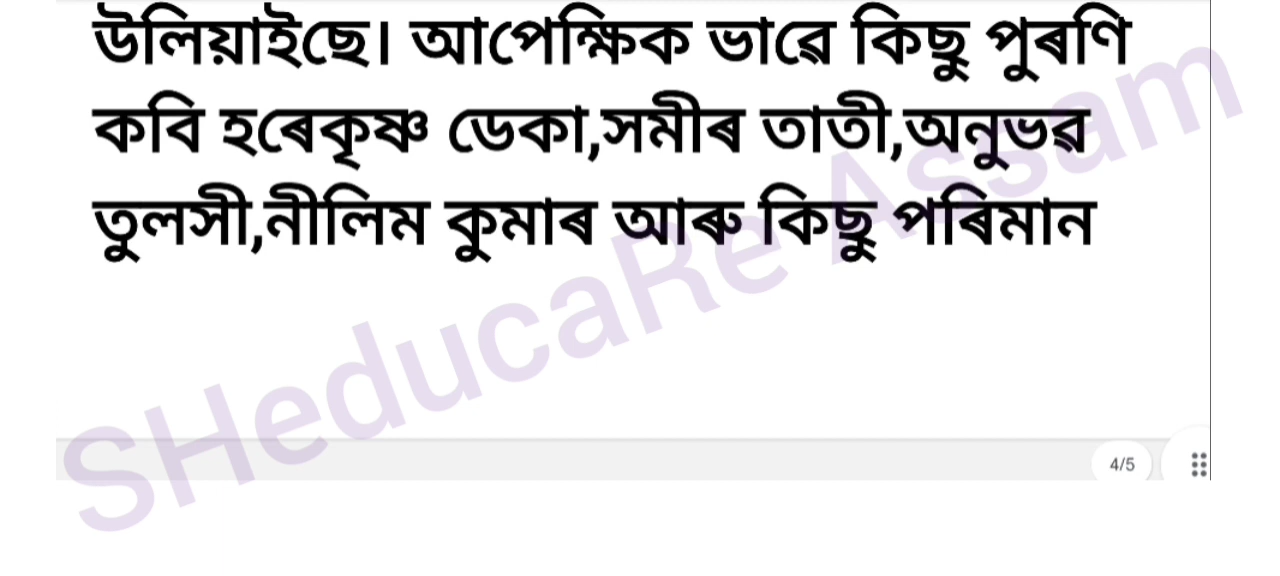 উলিয়াইছে। আপেক্ষিক ভাৱে কিছু পুৰণি
কবি হৰেকৃষ্ণ ডেকা,সমীৰ তাতী,অনুভৱ
তুলসী,নীলিম কুমাৰ আৰু কিছু পৰিমান
SHeducaRe Assam
4/5